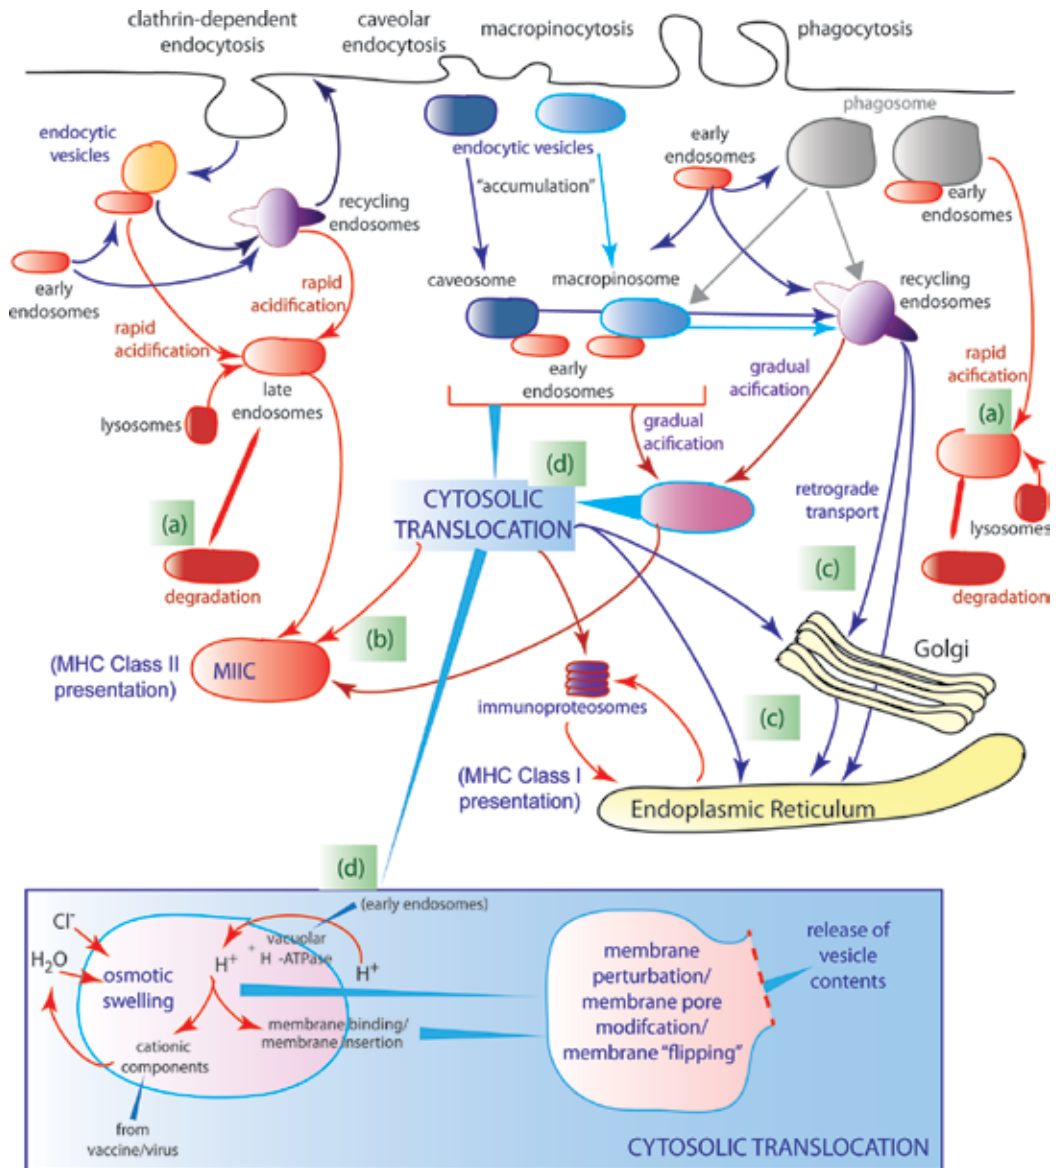 clathrin-dependent
endocytosis
caveolar
endocytosis
macropinocytosis
phagocytosis
endocytic
vesicles
endocytic vesicles
early
endosomes
phagosome
early
endosomes
"accumulation"
recycling
endosomes
early
endosomes
rapid
acidification
rapid
acidification
caveosome
macropinosome
recycling
endosomes
late
endosomes
lysosomes
early
endosomes
gradual
acification
gradual
acification
rapid
acification
(a)
(d)
CYTOSOLIC
TRANSLOCATION
retrograde
transport
lysosomes
(a)
degradation
degradation
(c)
(b)
(MHC Class II
presentation)
MIIC
Golgi
immunoproteosomes
(c)
(MHC Class I
presentation)
Endoplasmic Reticulum
(d)
(early endosomes)
Cl-
H2O
osmotic
swelling
H+
+
vacuolar
H -ATPase
H+
cationic
components
membrane binding/
membrane insertion
from
vaccine/virus
membrane
perturbation/
membrane pore
modifcation/
membrane "flipping"
release of
vesicle
contents
CYTOSOLIC TRANSLOCATION